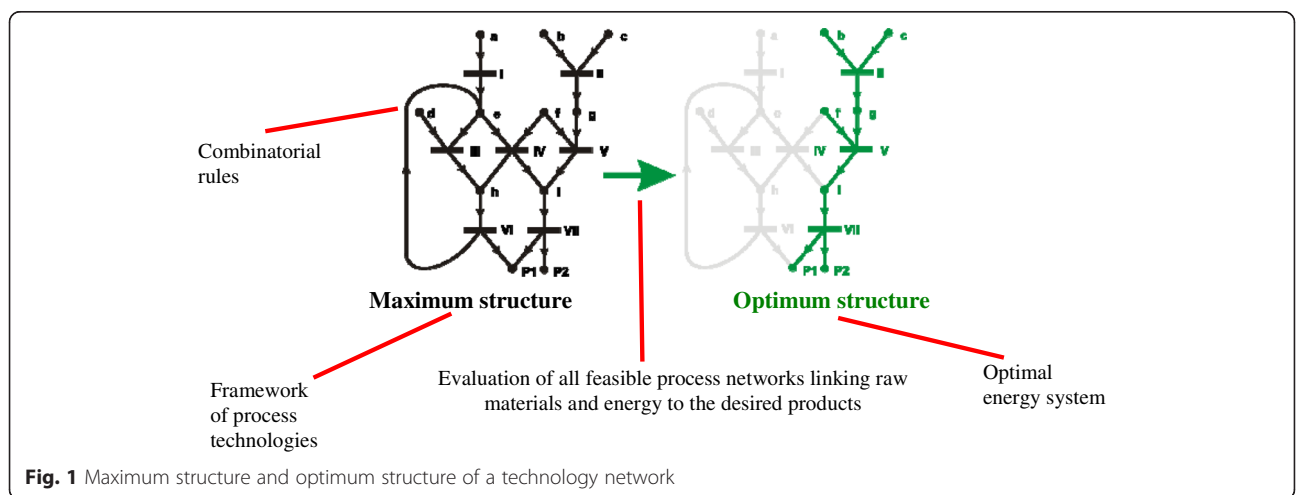 a b c a b c
I II I II
d e f g d e f g
III IV V III IV V
Combinatorial
rules
h i h i
VI VII VI VII
P1 P2 P1 P2
Maximum structure Optimum structure
Framework
of process
technologies
Evaluation of all feasible process networks linking raw
materials and energy to the desired products
Optimal
energy system
Fig. 1 Maximum structure and optimum structure of a technology network